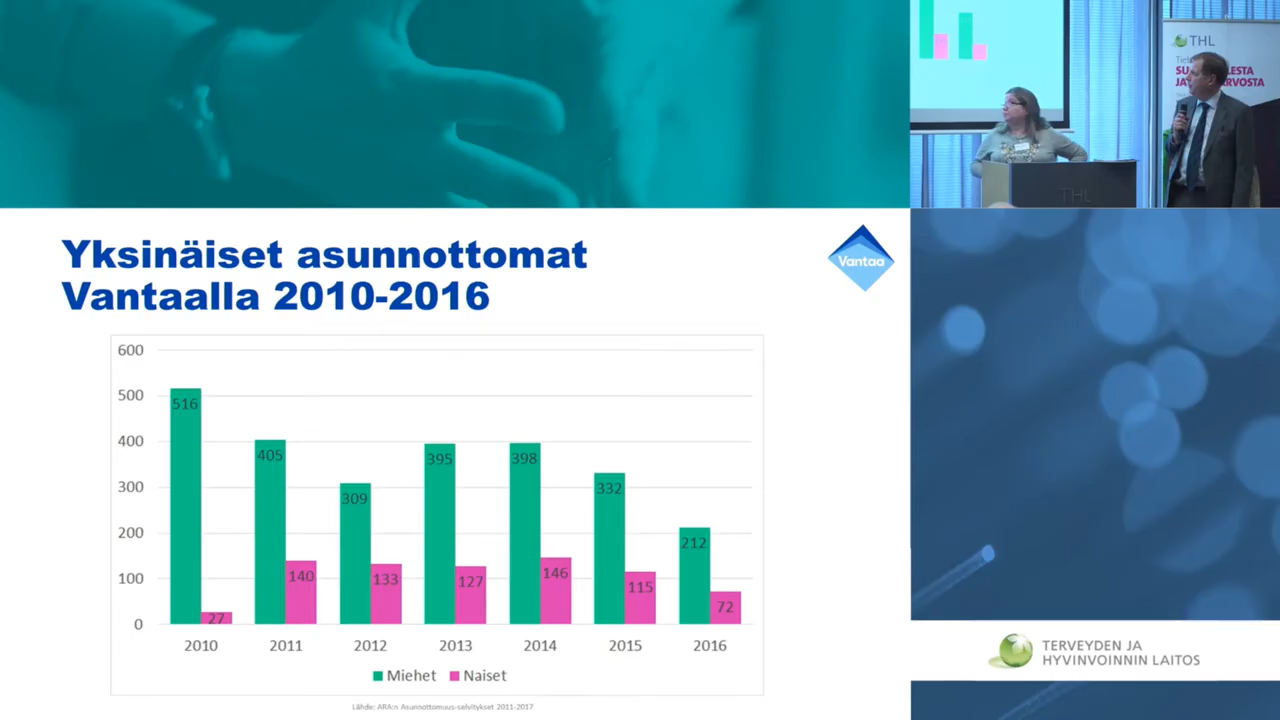 THL
THL
Yksinäiset asunnottomat
Vantaalla 2010-2016
Vantaa
600
500
400
300
200
100
0
516
27
405
140
309
133
395
127
398
146
332
115
212
72
2010
2011
2012
2013
2014
2015
2016
Miehet
Naiset
Lähde: ARA:n Asunnottomuus-selvitykset 2011-2017
TERVEYDEN JA
HYVINVOINNIN LAITOS